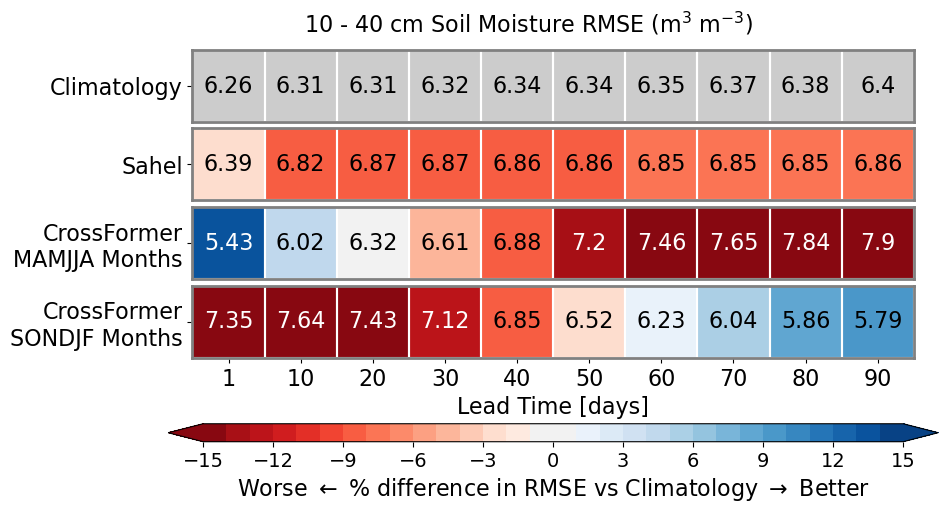 10 - 40 cm Soil Moisture RMSE (m³ m⁻³)
Climatology 6.26 6.31 6.31 6.32 6.34 6.34 6.35 6.37 6.38 6.4
Sahel 6.39 6.82 6.87 6.87 6.86 6.86 6.85 6.85 6.85 6.86
CrossFormer
MAMJJA Months 5.43 6.02 6.32 6.61 6.88 7.2 7.46 7.65 7.84 7.9
CrossFormer
SONDJF Months 7.35 7.64 7.43 7.12 6.85 6.52 6.23 6.04 5.86 5.79
1 10 20 30 40 50 60 70 80 90
Lead Time [days]
−15 −12 −9 −6 −3 0 3 6 9 12 15
Worse ← % difference in RMSE vs Climatology → Better